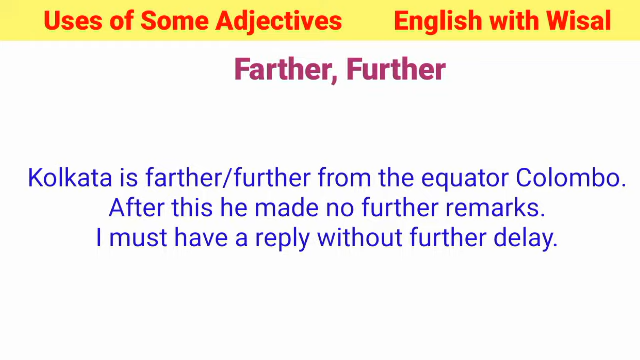 Uses of Some Adjectives English with Wisal
Farther, Further
Kolkata is farther/further from the equator Colombo.
After this he made no further remarks.
I must have a reply without further delay.